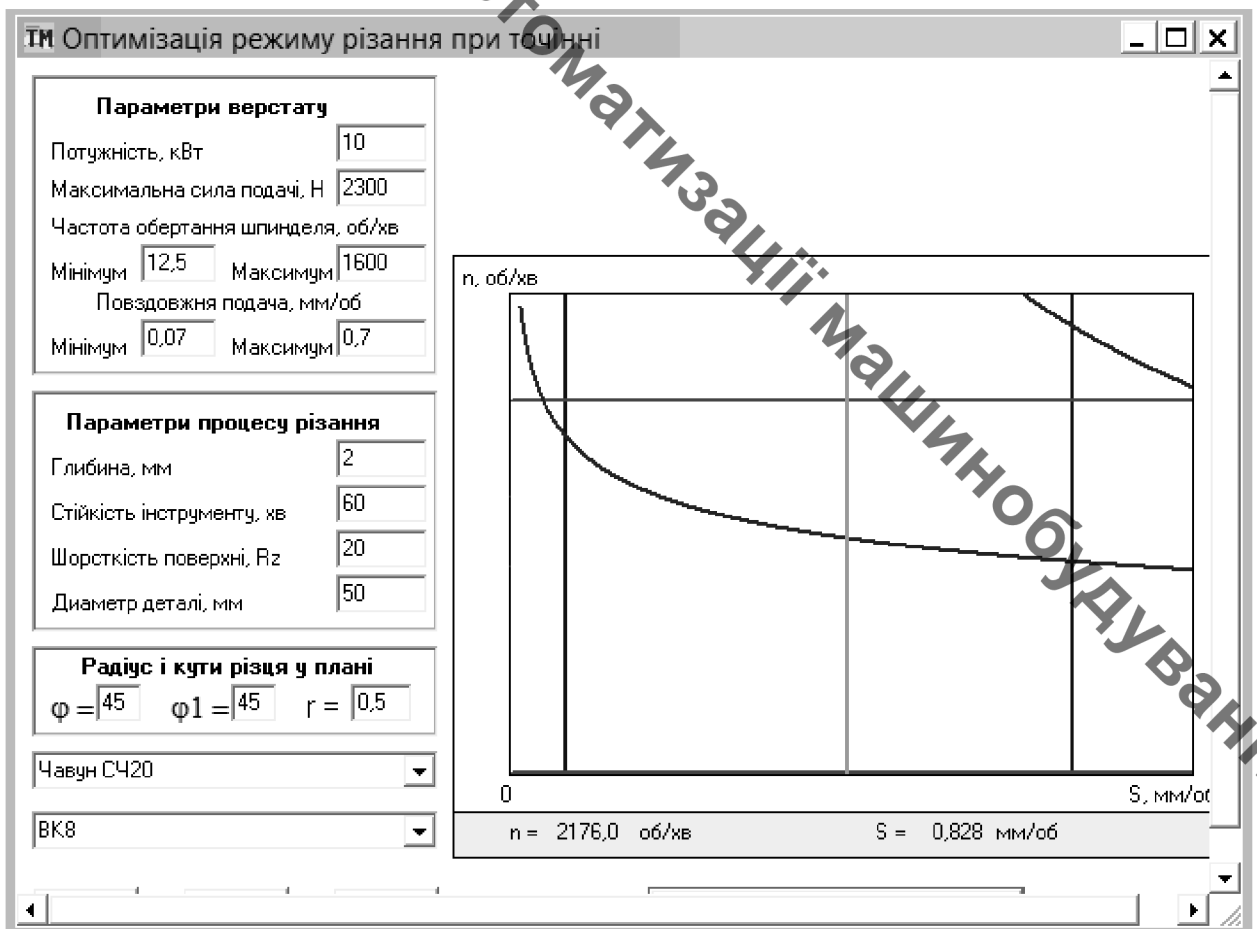 TM Оптимізація режиму різання при точінні
Параметри верстату
Потужність, кВт 10
Максимальна сила подачі, Н 2300
Частота обертання шпинделя, об/хв
Мінімум 12,5 Максимум 1600
Повздовжня подача, мм/об
Мінімум 0,07 Максимум 0,7
Параметри процесу різання
Глибина, мм 2
Стійкість інструменту, хв 60
Шорсткість поверхні, Rz 20
Диаметр деталі, мм 50
Радіус і кути різця у плані
φ = 45 φ1 = 45 r = 0,5
Чавун СЧ20
ВК8
n, об/хв
0 S, мм/об
n = 2176,0 об/хв S = 0,828 мм/об
томатизації машинобудуван